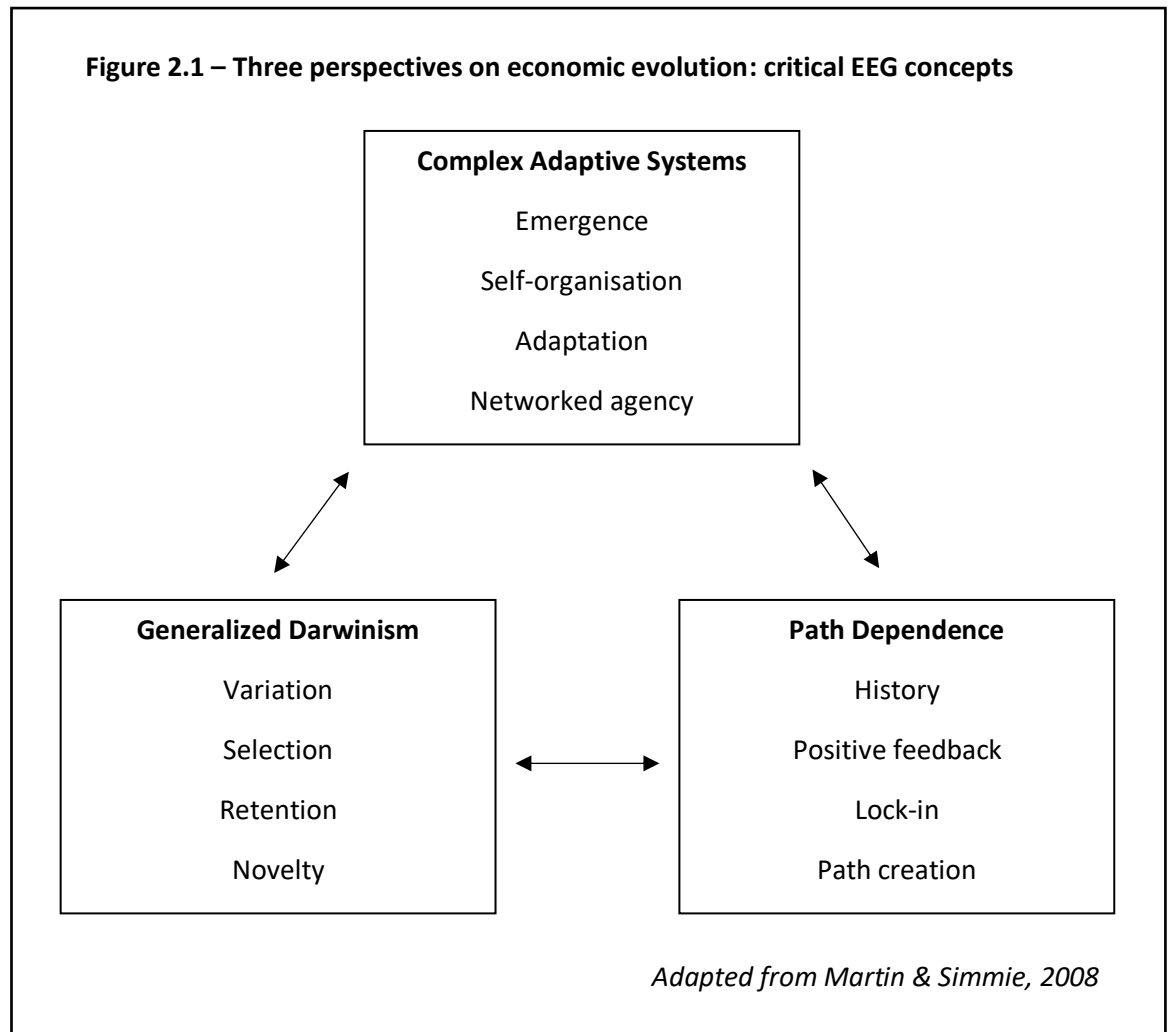 Figure 2.1 – Three perspectives on economic evolution: critical EEG concepts
Complex Adaptive Systems
Emergence
Self-organisation
Adaptation
Networked agency
Generalized Darwinism
Variation
Selection
Retention
Novelty
Path Dependence
History
Positive feedback
Lock-in
Path creation
Adapted from Martin & Simmie, 2008